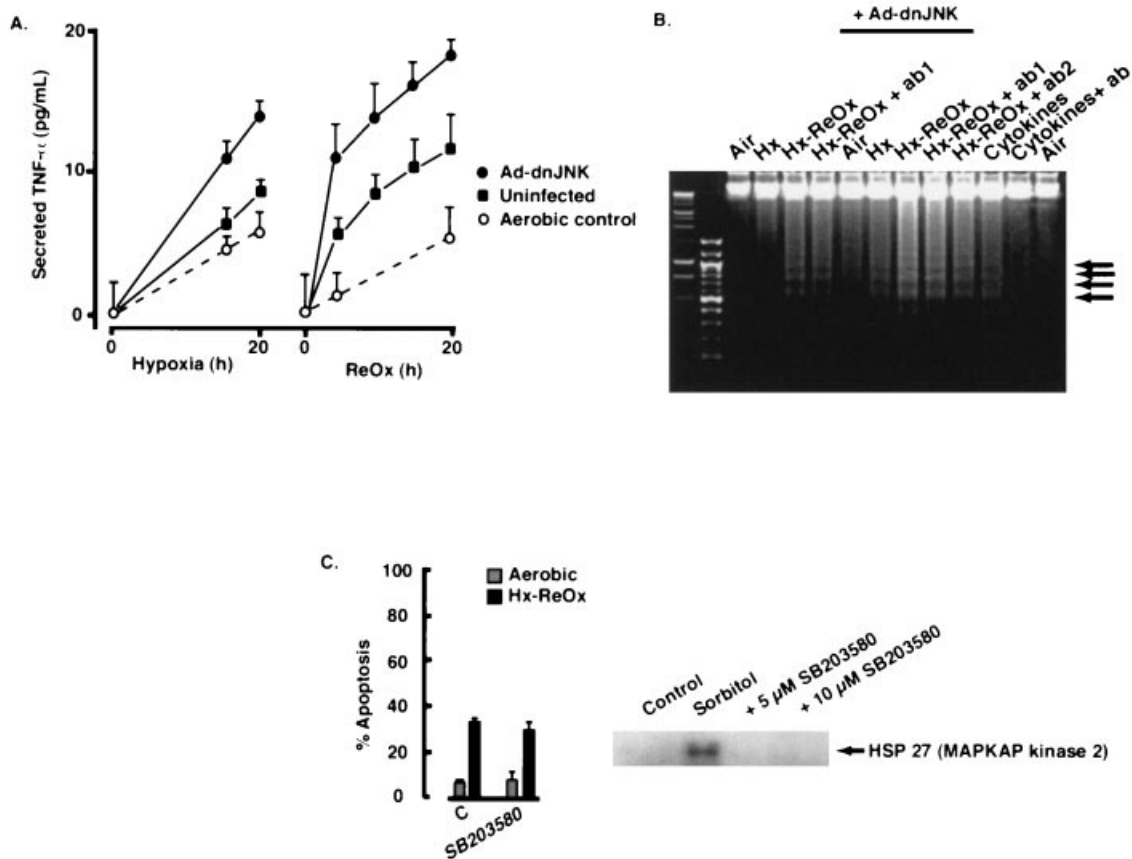 A.
Secreted TNF-α (pg/mL)
20
10
0
0
20
Hypoxia (h)
0
20
ReOx (h)
Ad-dnJNK
Uninfected
Aerobic control
B.
+ Ad-dnJNK
Air
Hx
Hx-ReOx
Hx-ReOx + ab1
Air
Hx
Hx-ReOx
Hx-ReOx + ab1
Hx-ReOx + ab2
Cytokines
Cytokines+ ab
Air
C.
% Apoptosis
100
80
60
40
20
0
Aerobic
Hx-ReOx
C
SB203580
Control
Sorbitol
+ 5 µM SB203580
+ 10 µM SB203580
HSP 27 (MAPKAP kinase 2)